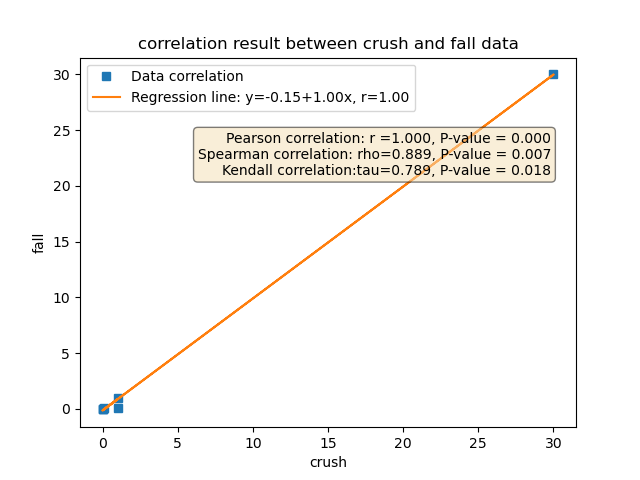 correlation result between crush and fall data
Data correlation
Regression line: y=-0.15+1.00x, r=1.00
Pearson correlation: r =1.000, P-value = 0.000
Spearman correlation: rho=0.889, P-value = 0.007
Kendall correlation:tau=0.789, P-value = 0.018
30
25
20
15
10
5
0
fall
0
5
10
15
20
25
30
crush